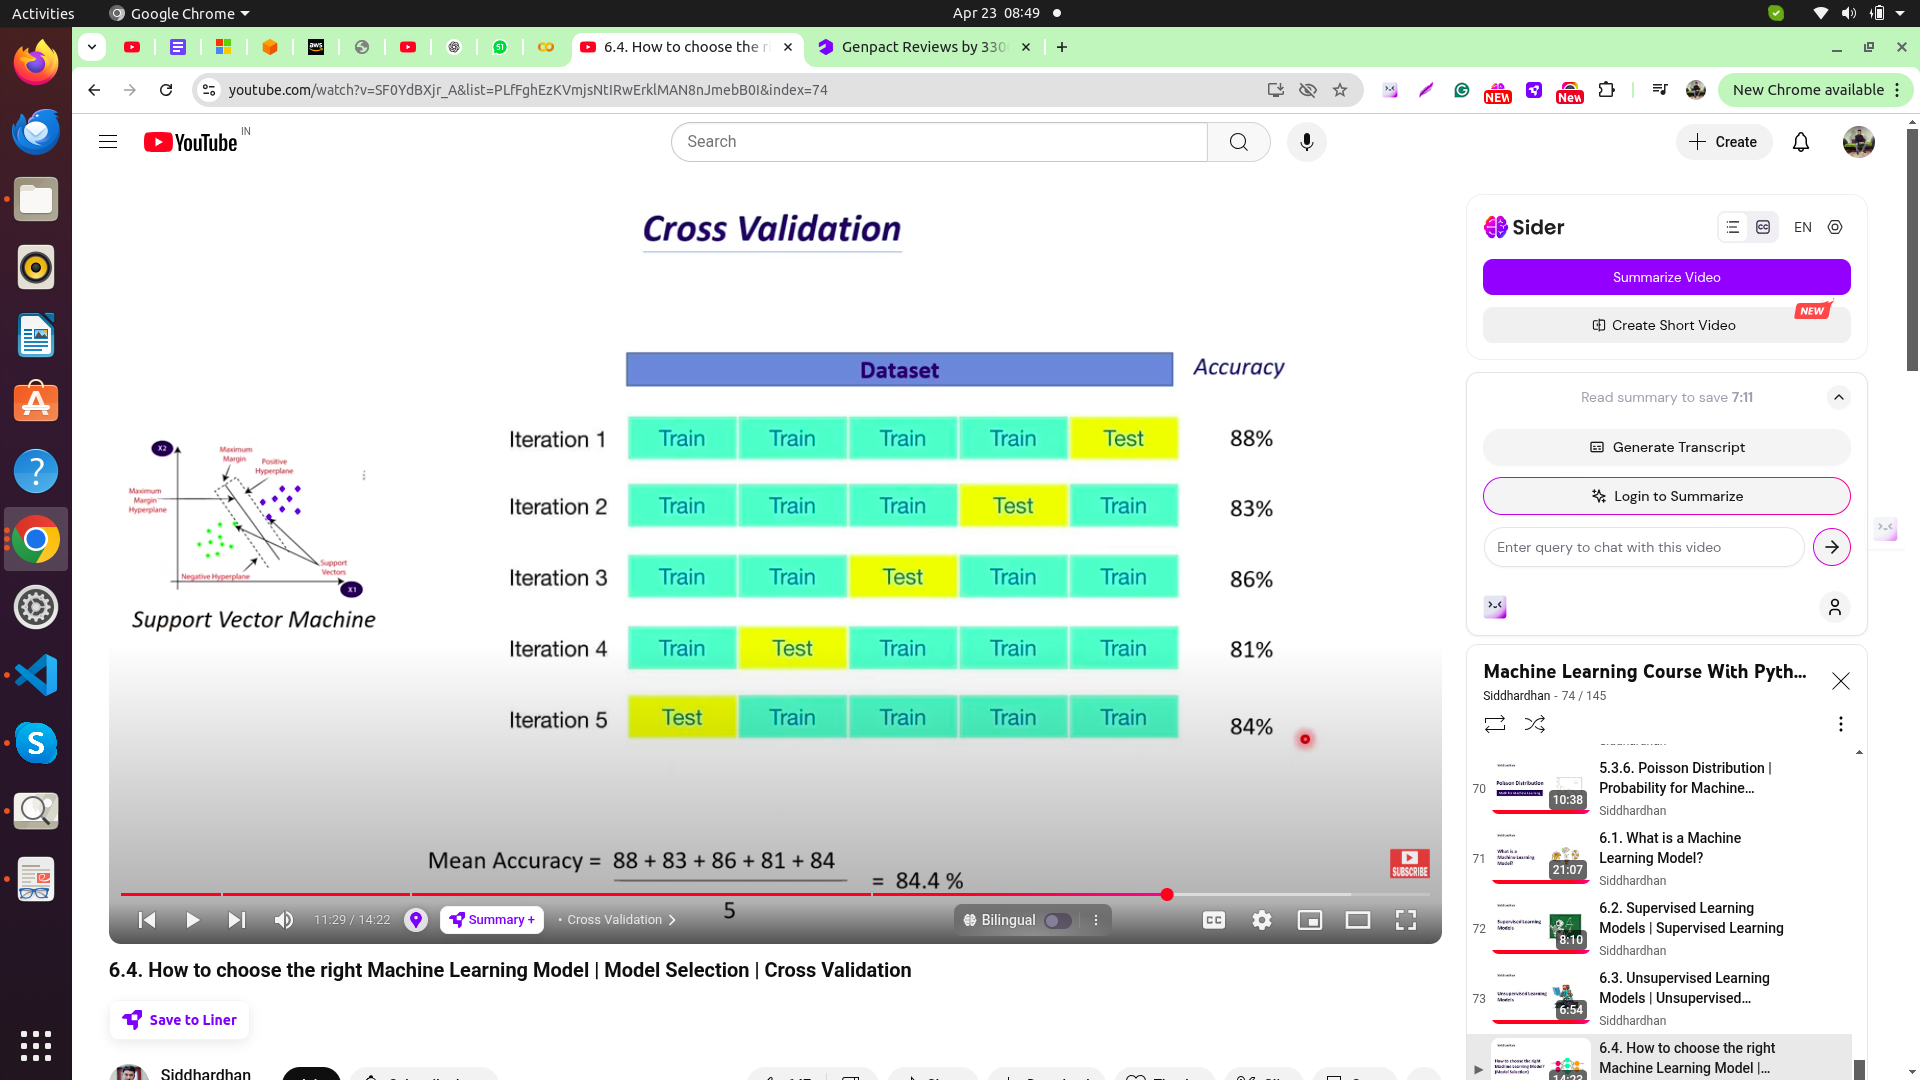 Activities
Google Chrome
Apr 23 08:49
6.4. How to choose the r
Genpact Reviews by 330
youtube.com/watch?v=SF0YdBXjr_A&list=PLfFghEzKVmjsNtIRwErklMAN8nJmebB0I&index=74
NEW
New
New Chrome available
YouTube
IN
Search
Create
Cross Validation
Dataset
Accuracy
Iteration 1 Train Train Train Train Test 88%
Iteration 2 Train Train Train Test Train 83%
Iteration 3 Train Train Test Train Train 86%
Iteration 4 Train Test Train Train Train 81%
Iteration 5 Test Train Train Train Train 84%
X2
Maximum
Margin
Positive
Hyperplane
Maximum
Margin
Hyperplane
Support
Vectors
Negative Hyperplane
X1
Support Vector Machine
Mean Accuracy = 88 + 83 + 86 + 81 + 84
= 84.4 %
5
SUBSCRIBE
11:29 / 14:22
Summary +
• Cross Validation
Bilingual
CC
6.4. How to choose the right Machine Learning Model | Model Selection | Cross Validation
Save to Liner
Siddhardhan
Sider
EN
Summarize Video
NEW
Create Short Video
Read summary to save 7:11
Generate Transcript
Login to Summarize
Enter query to chat with this video
Machine Learning Course With Pyth...
Siddhardhan - 74 / 145
70
10:38
5.3.6. Poisson Distribution |
Probability for Machine...
Siddhardhan
71
21:07
6.1. What is a Machine
Learning Model?
Siddhardhan
72
8:10
6.2. Supervised Learning
Models | Supervised Learning
Siddhardhan
73
6:54
6.3. Unsupervised Learning
Models | Unsupervised...
Siddhardhan
6.4. How to choose the right
Machine Learning Model |...